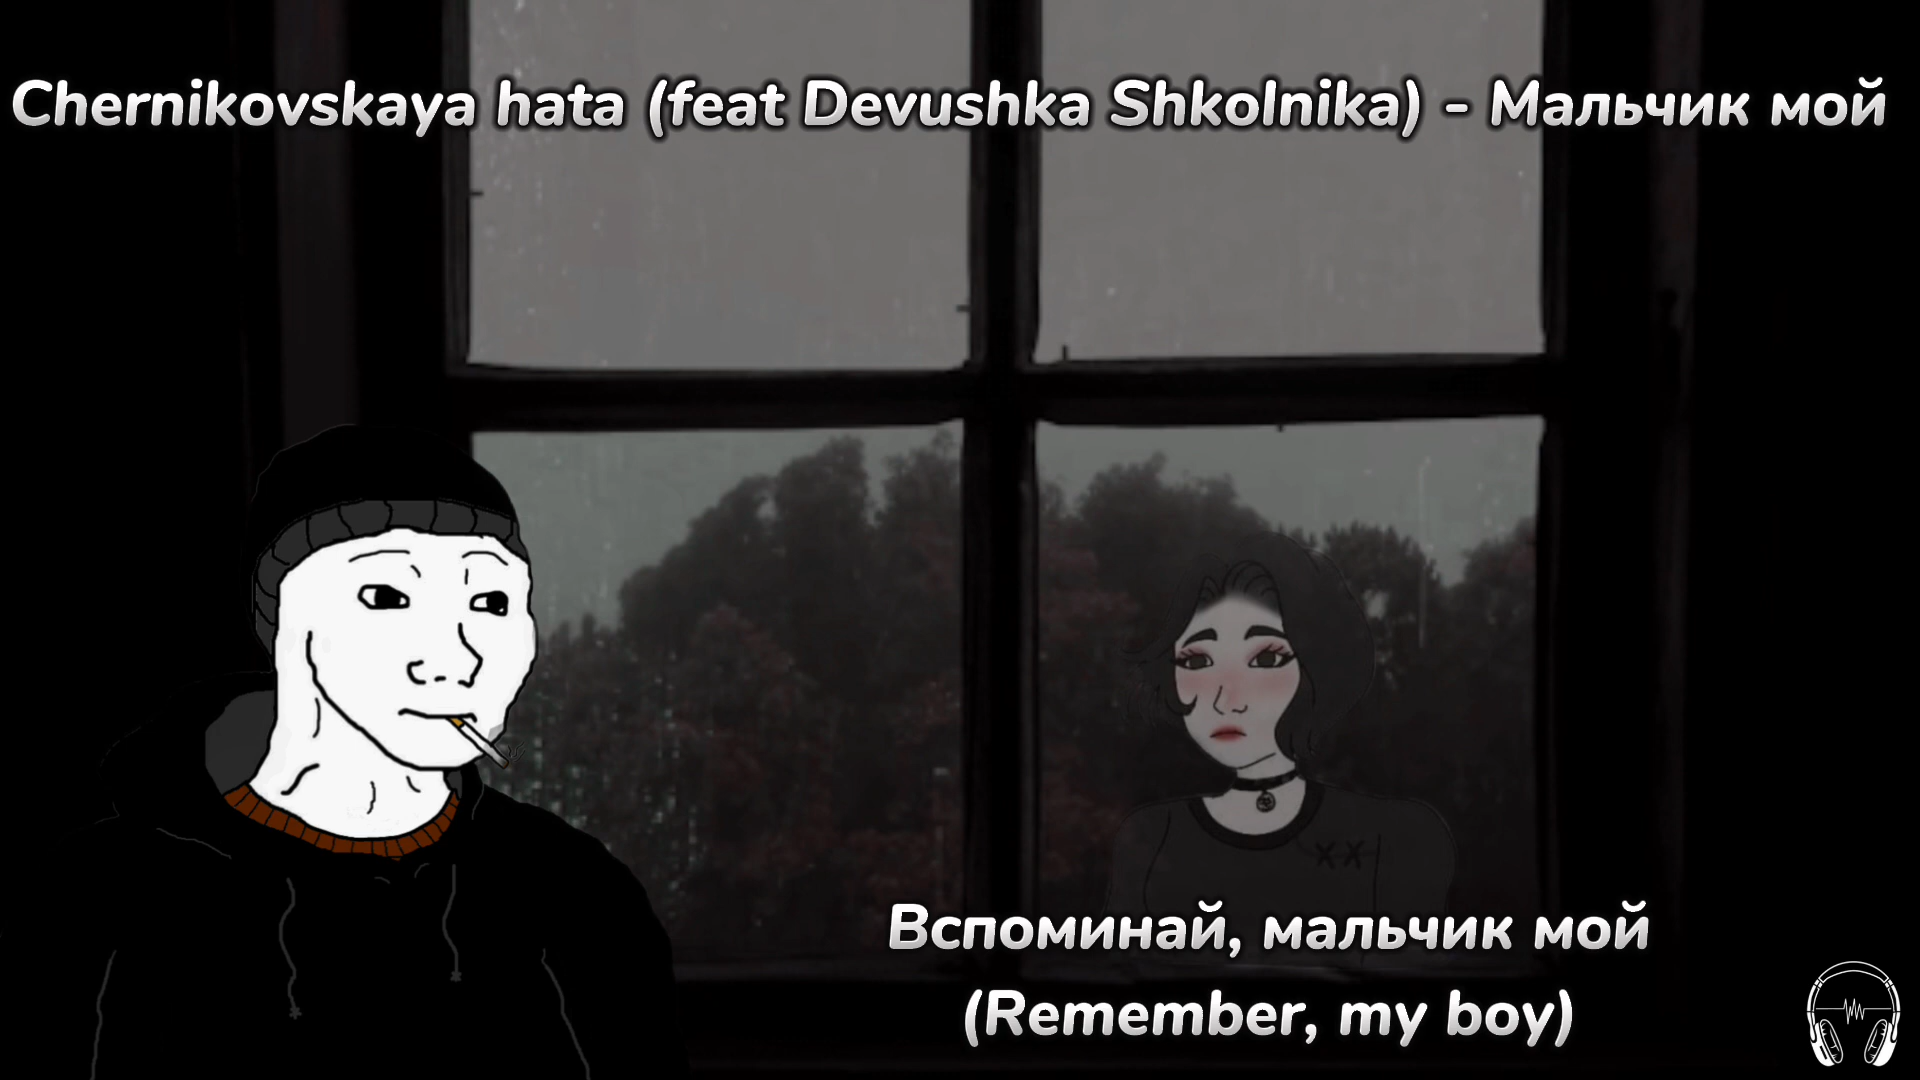 Chernikovskaya hata (feat Devushka Shkolnika) - Мальчик мой
Вспоминай, мальчик мой
(Remember, my boy)